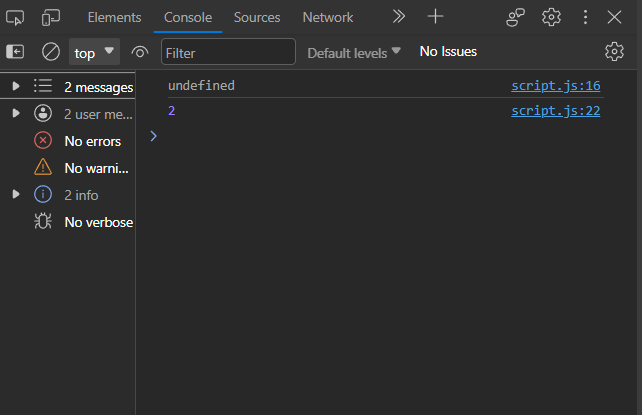 Elements Console Sources Network
top Filter Default levels No Issues
2 messages
2 user me...
No errors
No warni...
2 info
No verbose
undefined script.js:16
2 script.js:22